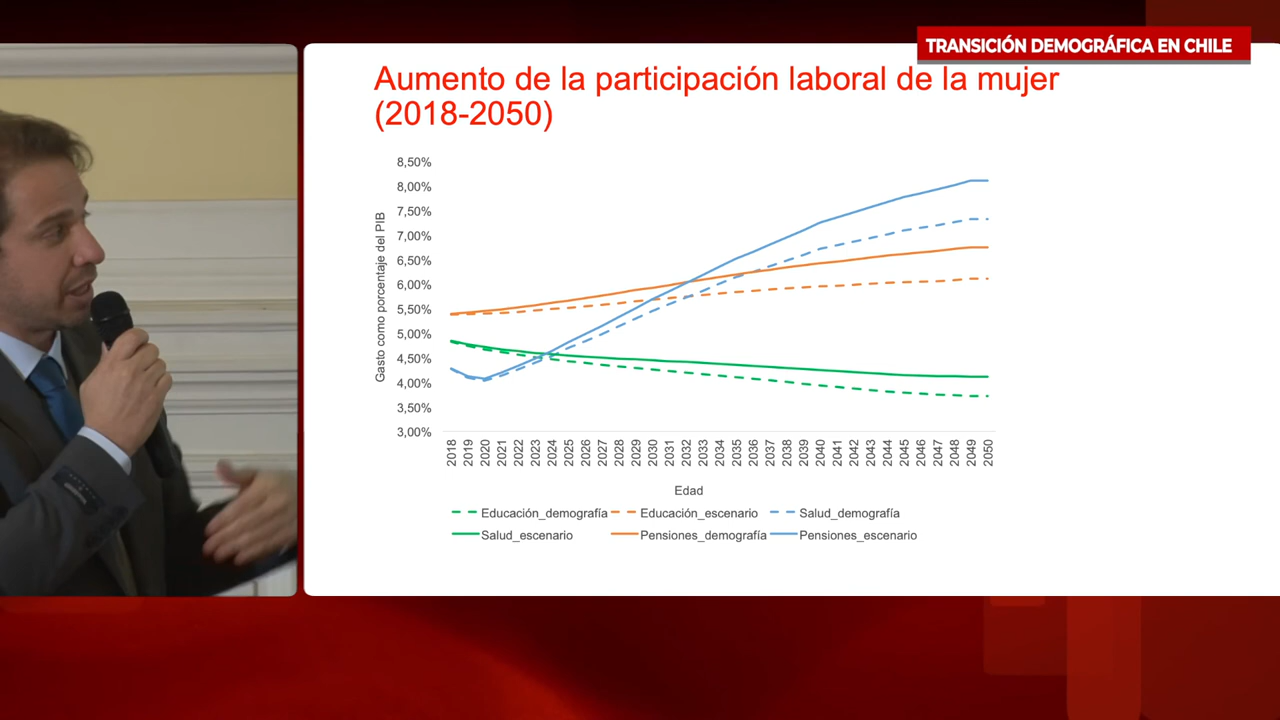 TRANSICIÓN DEMOGRÁFICA EN CHILE
Aumento de la participación laboral de la mujer
(2018-2050)
Gasto como porcentaje del PIB
8,50%
8,00%
7,50%
7,00%
6,50%
6,00%
5,50%
5,00%
4,50%
4,00%
3,50%
3,00%
2018 2019 2020 2021 2022 2023 2024 2025 2026 2027 2028 2029 2030 2031 2032 2033 2034 2035 2036 2037 2038 2039 2040 2041 2042 2043 2044 2045 2046 2047 2048 2049 2050
Edad
Educación_demografía Educación_escenario Salud_demografía
Salud_escenario Pensiones_demografía Pensiones_escenario